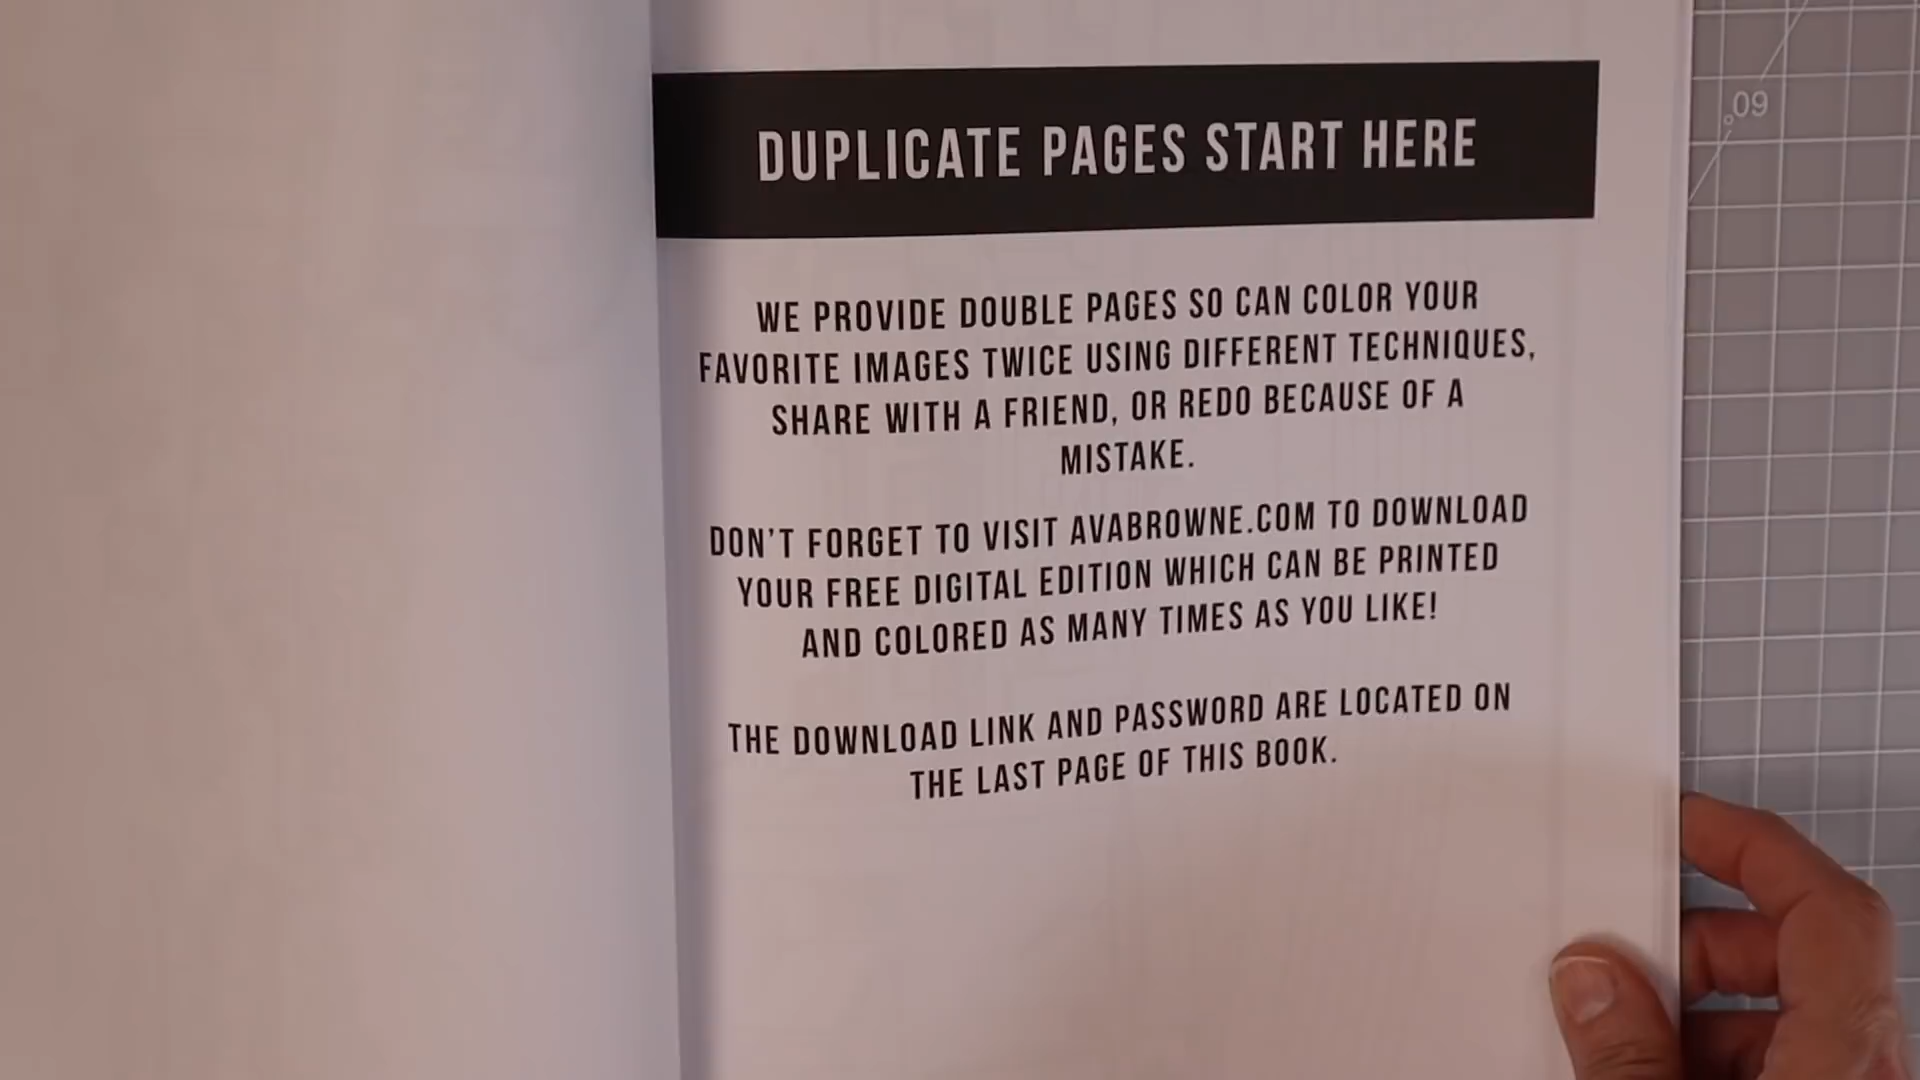 DUPLICATE PAGES START HERE
WE PROVIDE DOUBLE PAGES SO CAN COLOR YOUR
FAVORITE IMAGES TWICE USING DIFFERENT TECHNIQUES,
SHARE WITH A FRIEND, OR REDO BECAUSE OF A
MISTAKE.
DON'T FORGET TO VISIT AVABROWNE.COM TO DOWNLOAD
YOUR FREE DIGITAL EDITION WHICH CAN BE PRINTED
AND COLORED AS MANY TIMES AS YOU LIKE!
THE DOWNLOAD LINK AND PASSWORD ARE LOCATED ON
THE LAST PAGE OF THIS BOOK.
60°